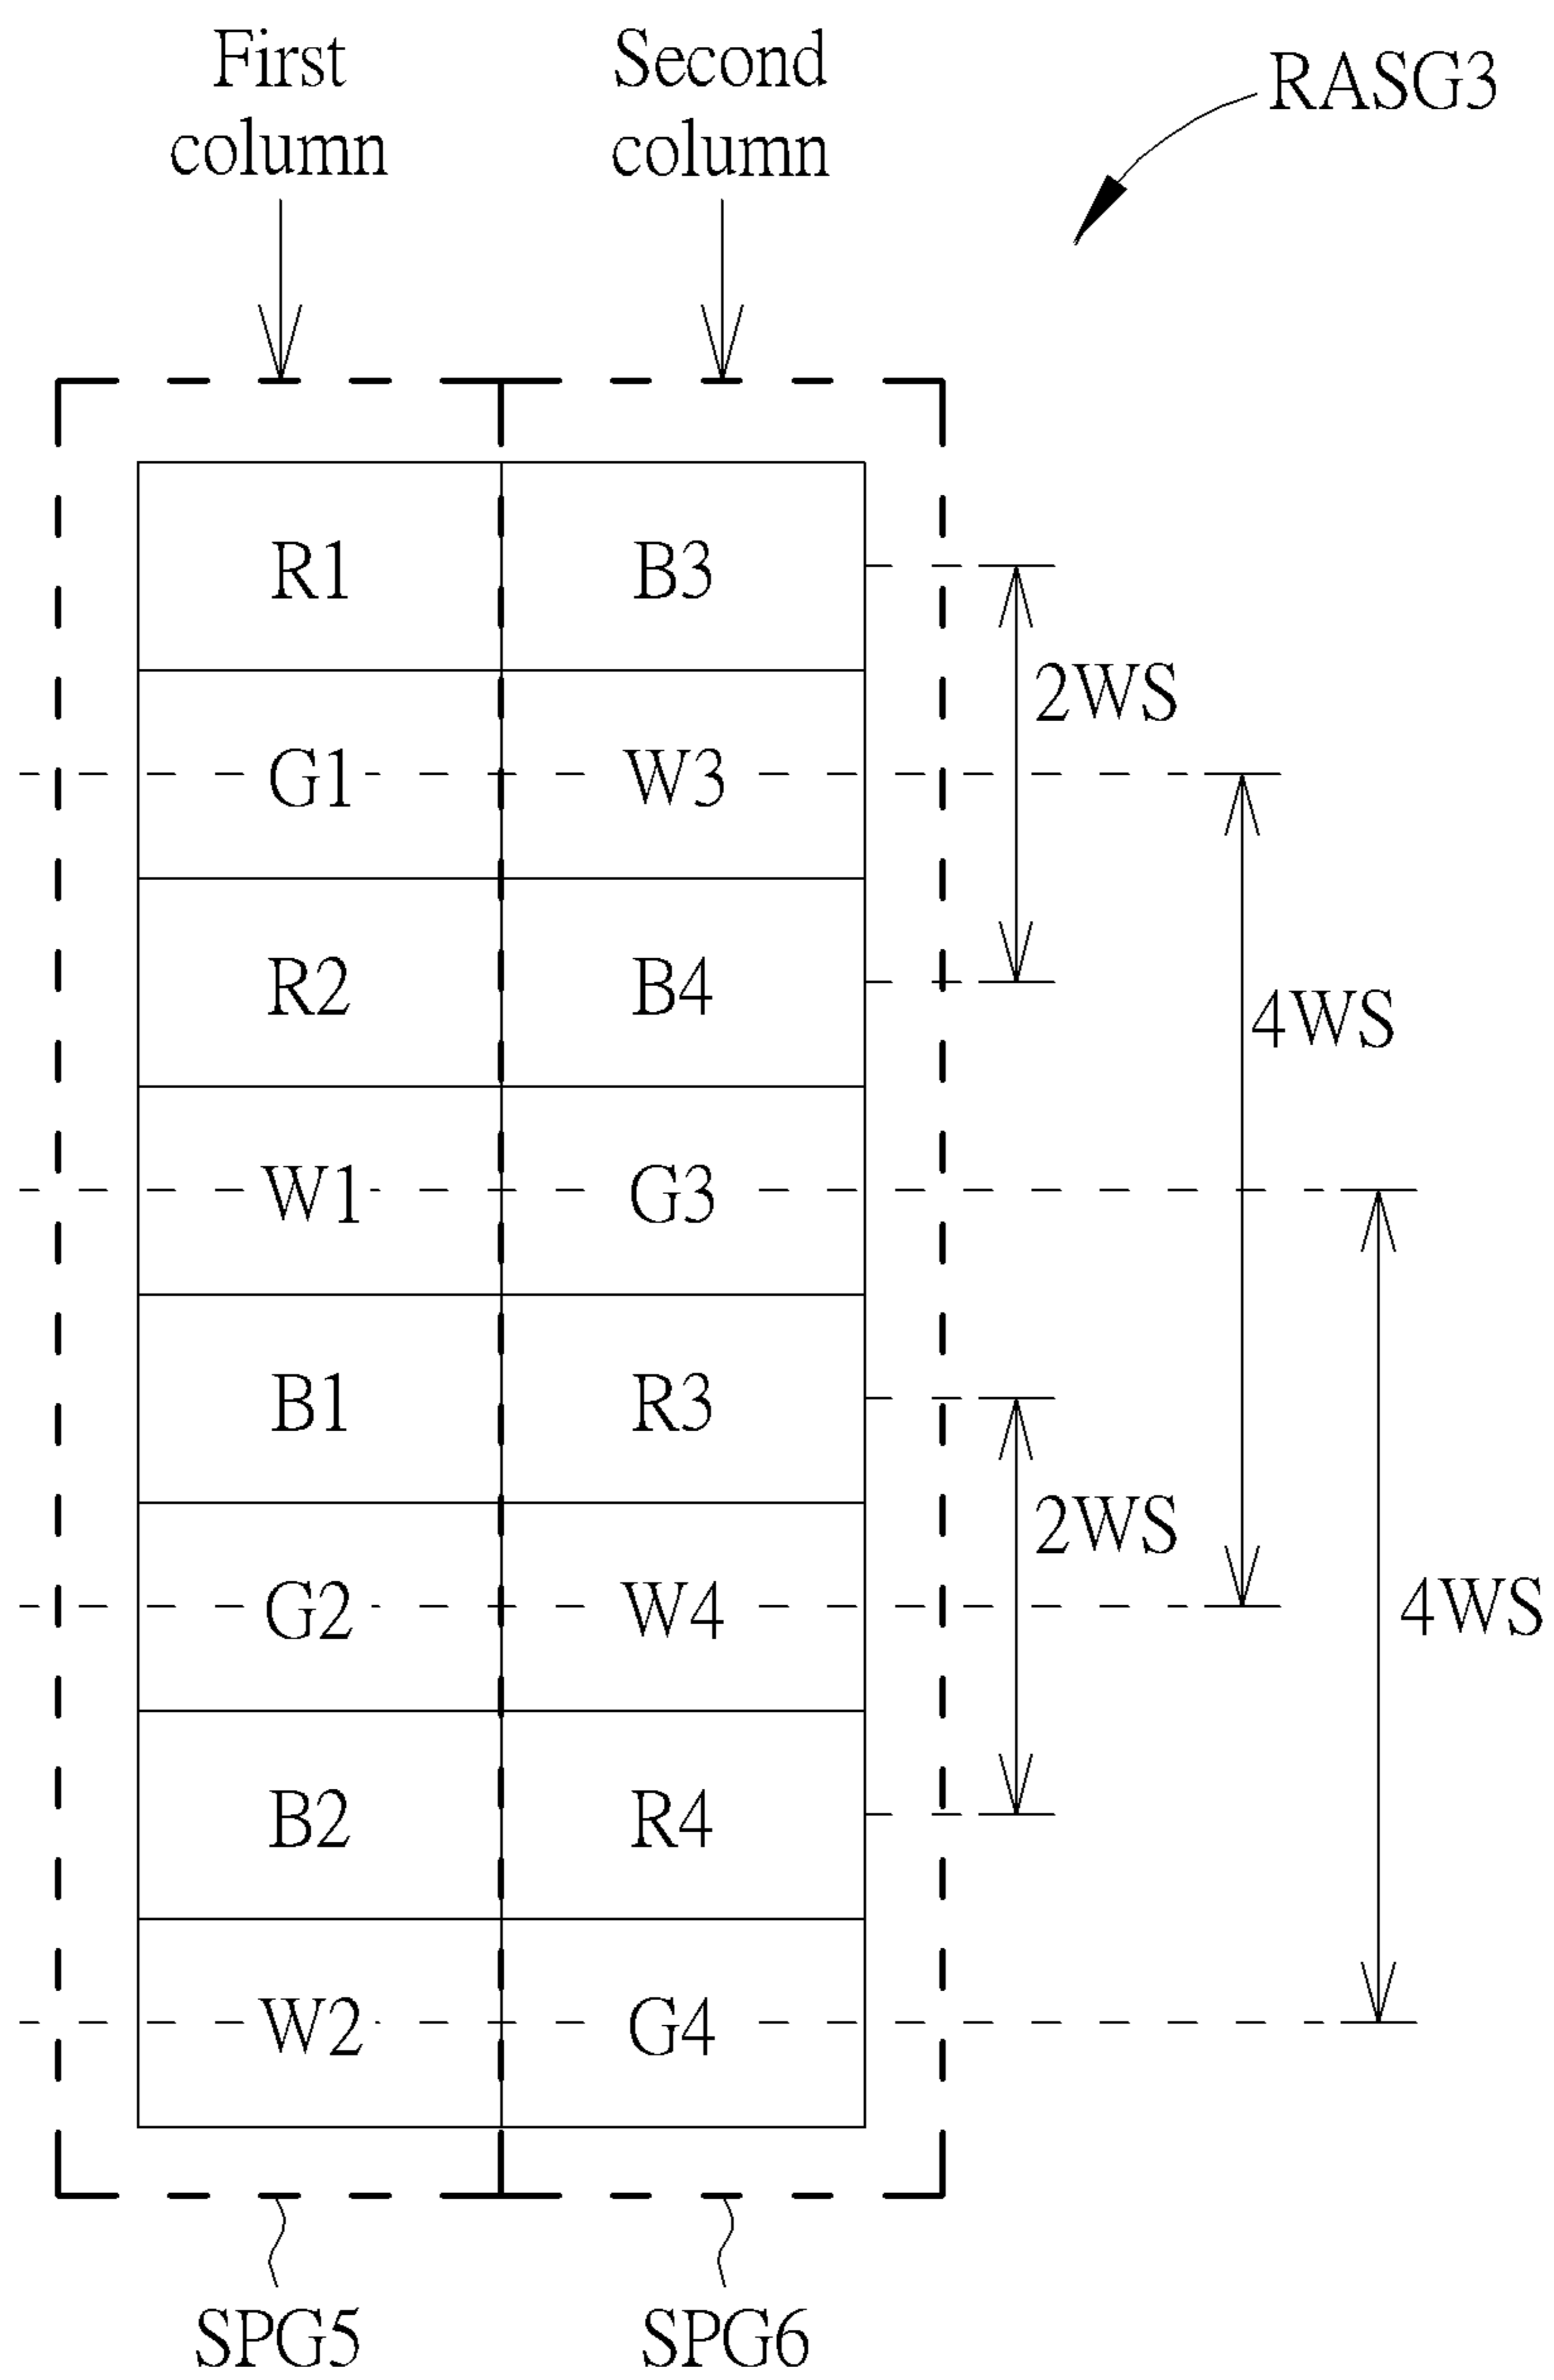 First
column
Second
column
RASG3
R1
B3
2WS
G1
W3
R2
B4
4WS
W1
G3
B1
R3
2WS
G2
W4
4WS
B2
R4
W2
G4
SPG5
SPG6